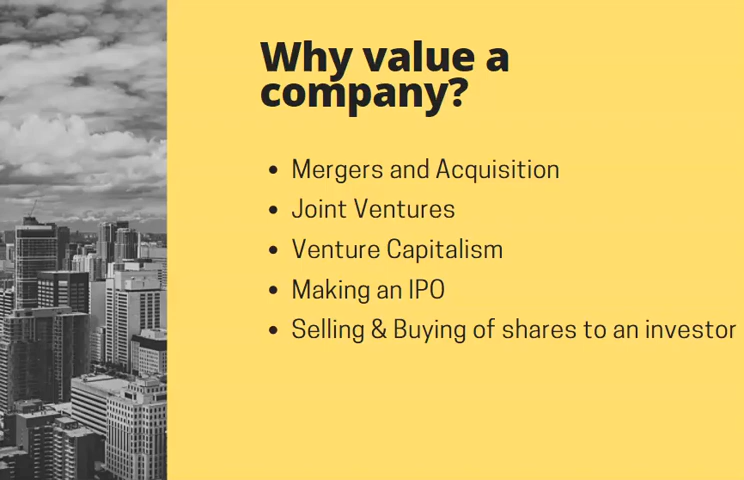 Why value a
company?
• Mergers and Acquisition
• Joint Ventures
• Venture Capitalism
• Making an IPO
• Selling & Buying of shares to an investor